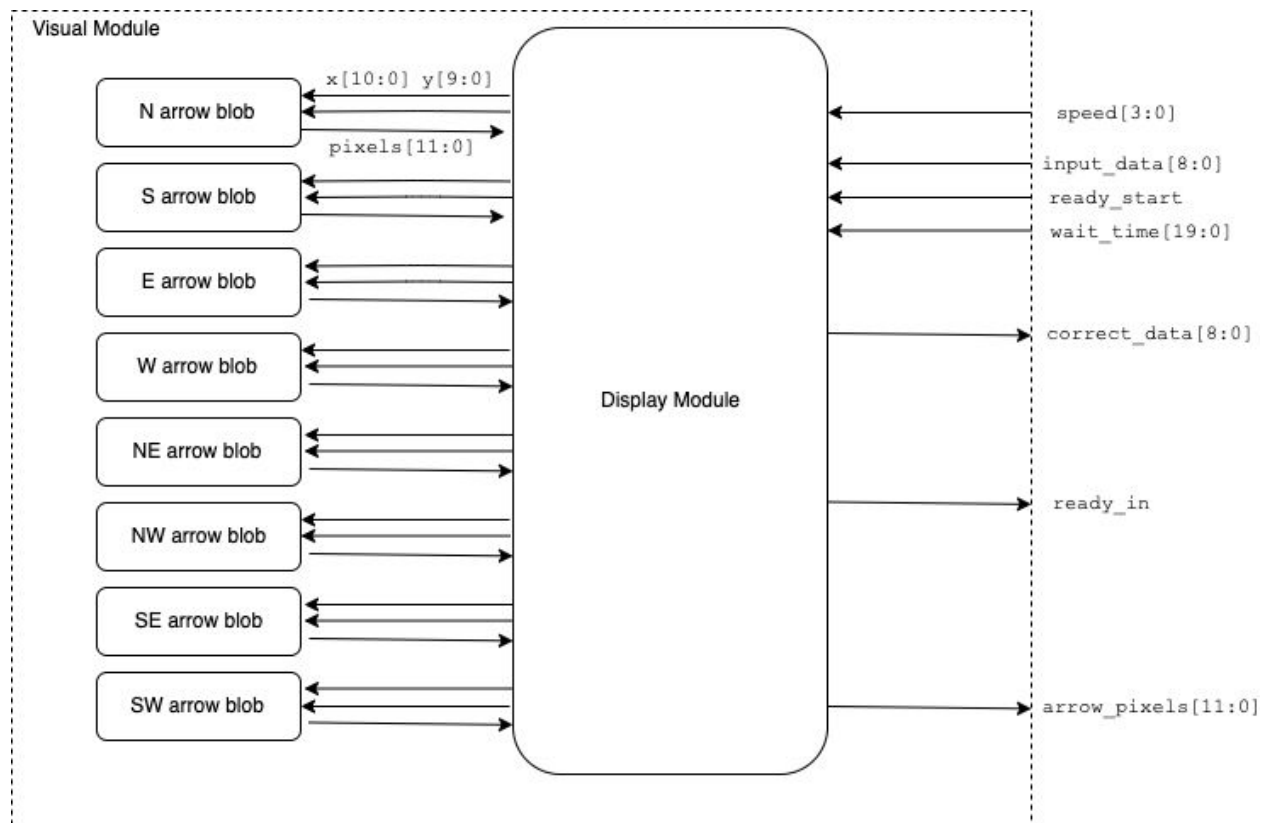 Visual Module
x[10:0] y[9:0]
N arrow blob
pixels[11:0]
S arrow blob
E arrow blob
W arrow blob
NE arrow blob
NW arrow blob
SE arrow blob
SW arrow blob
Display Module
speed[3:0]
input_data[8:0]
ready_start
wait_time[19:0]
correct_data[8:0]
ready_in
arrow_pixels[11:0]